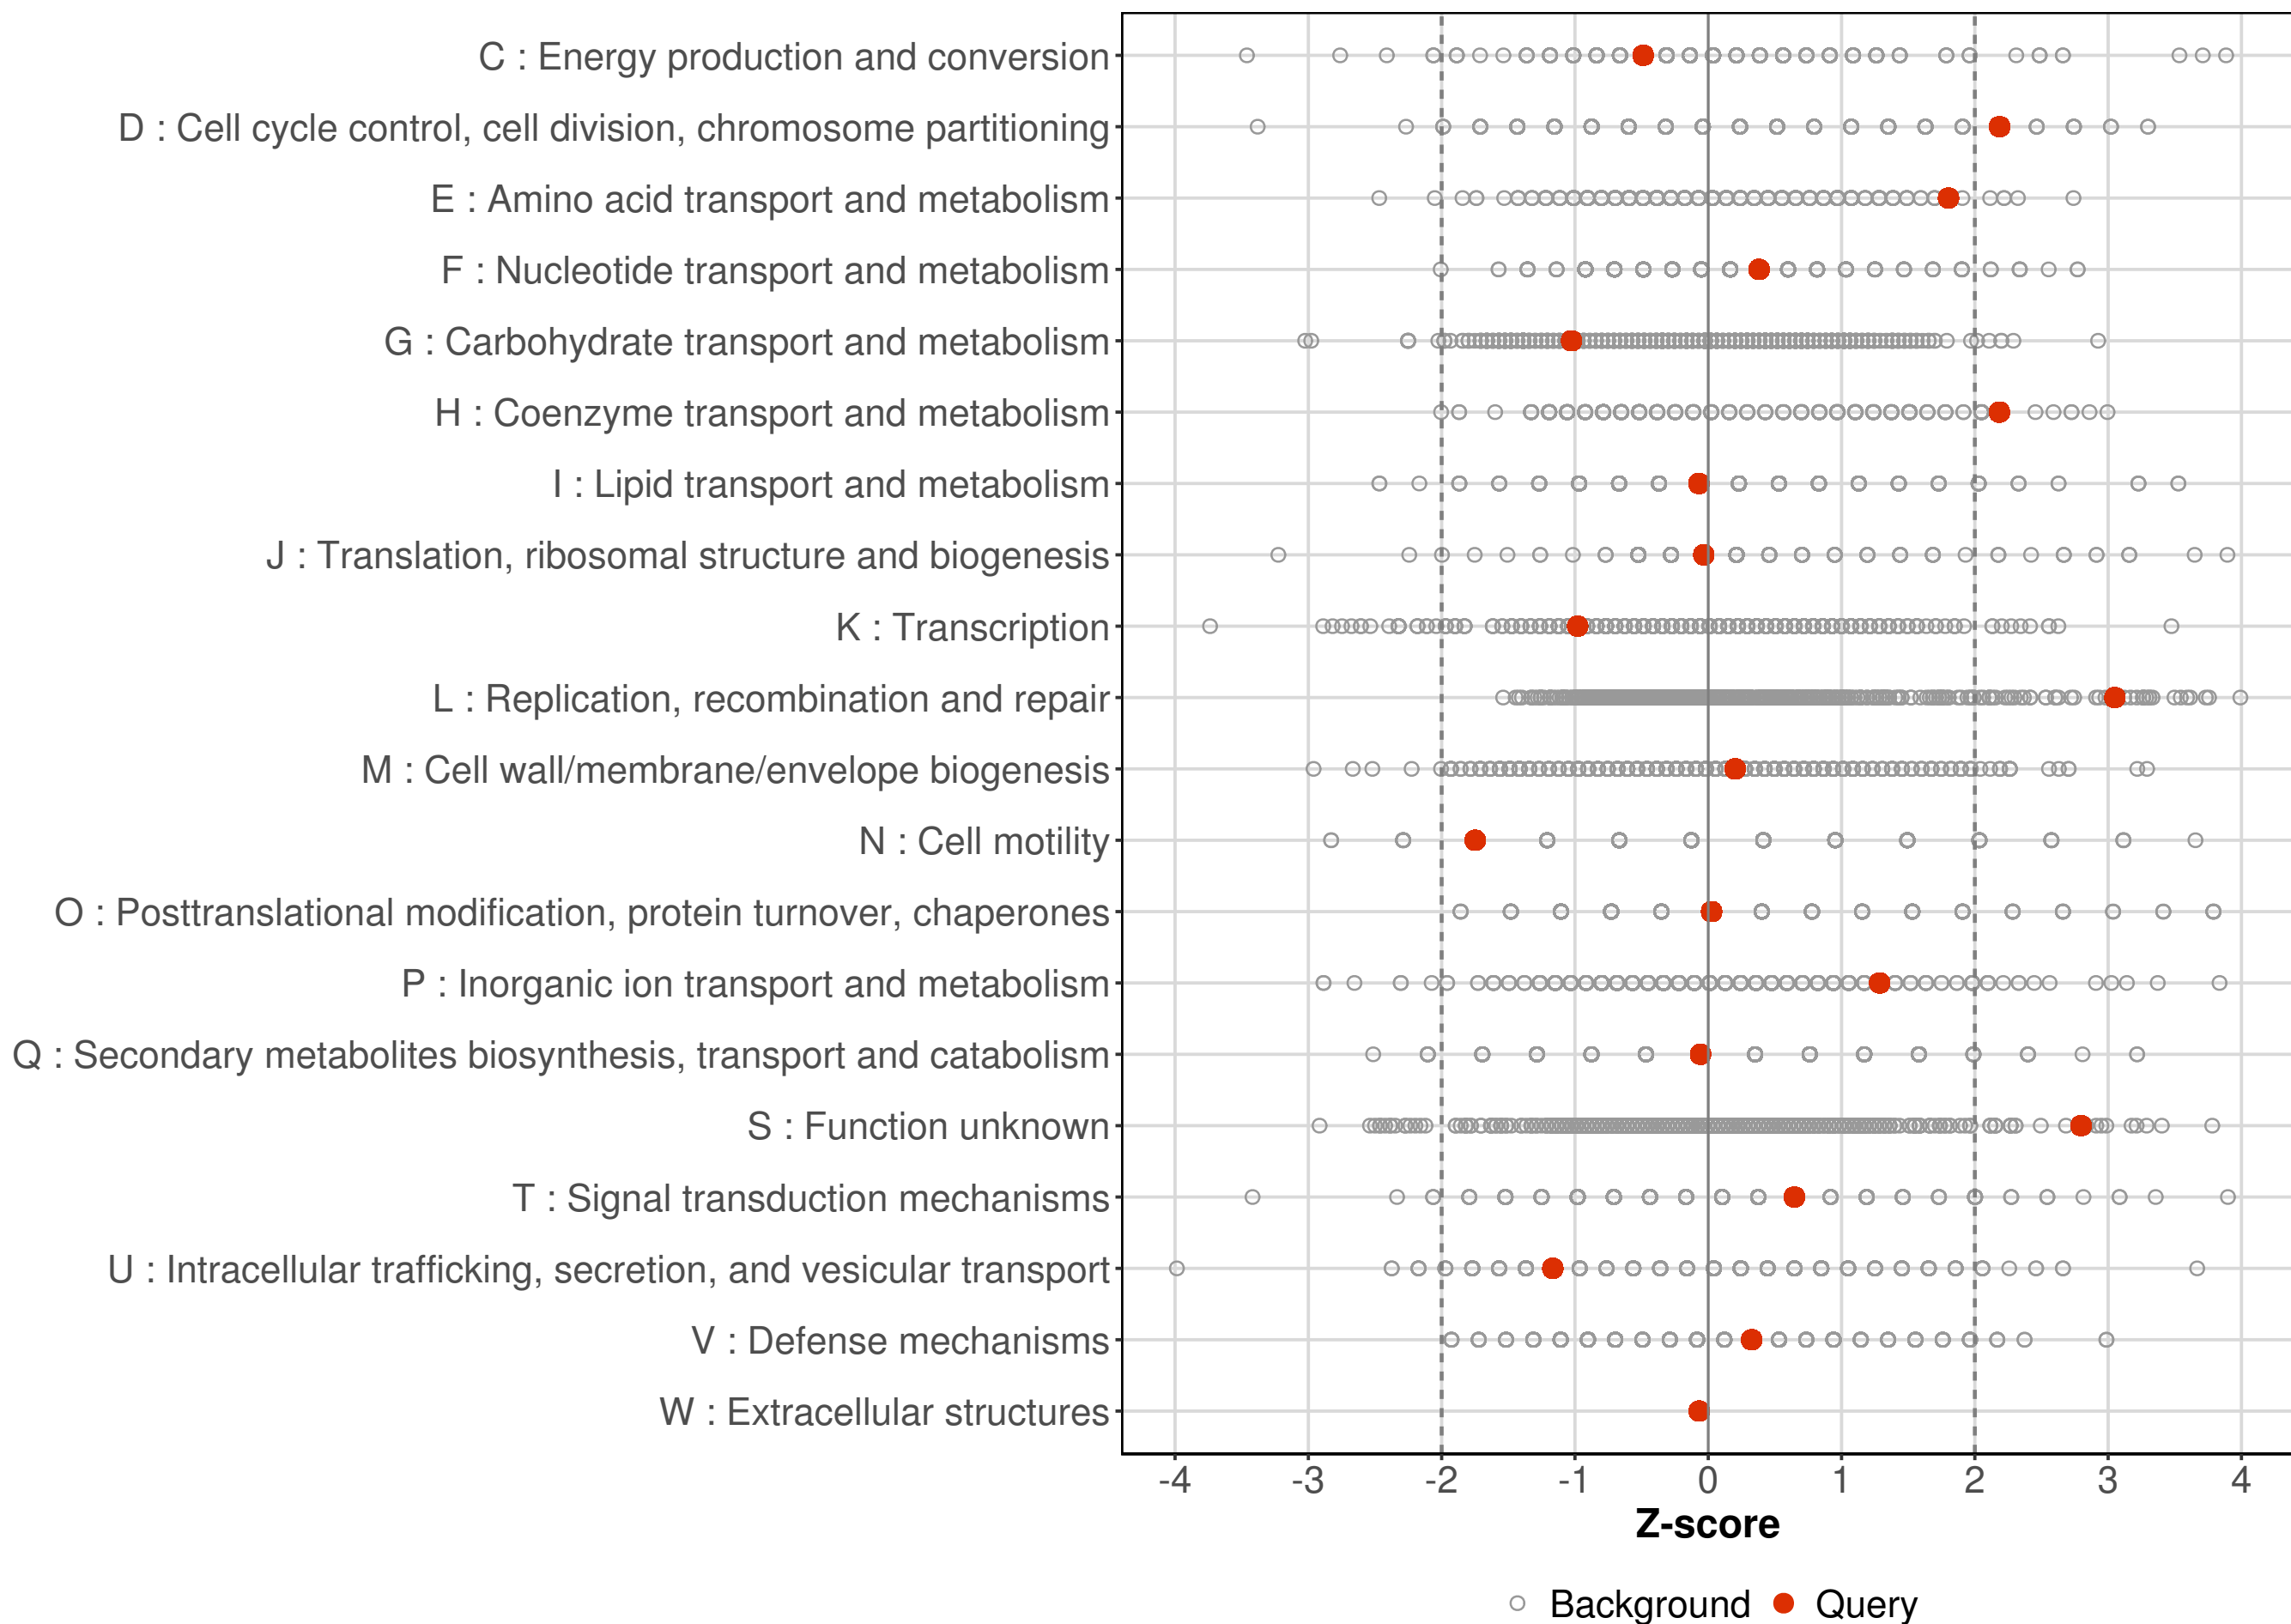 C : Energy production and conversion
D : Cell cycle control, cell division, chromosome partitioning
E : Amino acid transport and metabolism
F : Nucleotide transport and metabolism
G : Carbohydrate transport and metabolism
H : Coenzyme transport and metabolism
I : Lipid transport and metabolism
J : Translation, ribosomal structure and biogenesis
K : Transcription
L : Replication, recombination and repair
M : Cell wall/membrane/envelope biogenesis
N : Cell motility
O : Posttranslational modification, protein turnover, chaperones
P : Inorganic ion transport and metabolism
Q : Secondary metabolites biosynthesis, transport and catabolism
S : Function unknown
T : Signal transduction mechanisms
U : Intracellular trafficking, secretion, and vesicular transport
V : Defense mechanisms
W : Extracellular structures
-4 -3 -2 -1 0 1 2 3 4
Z-score
Background Query